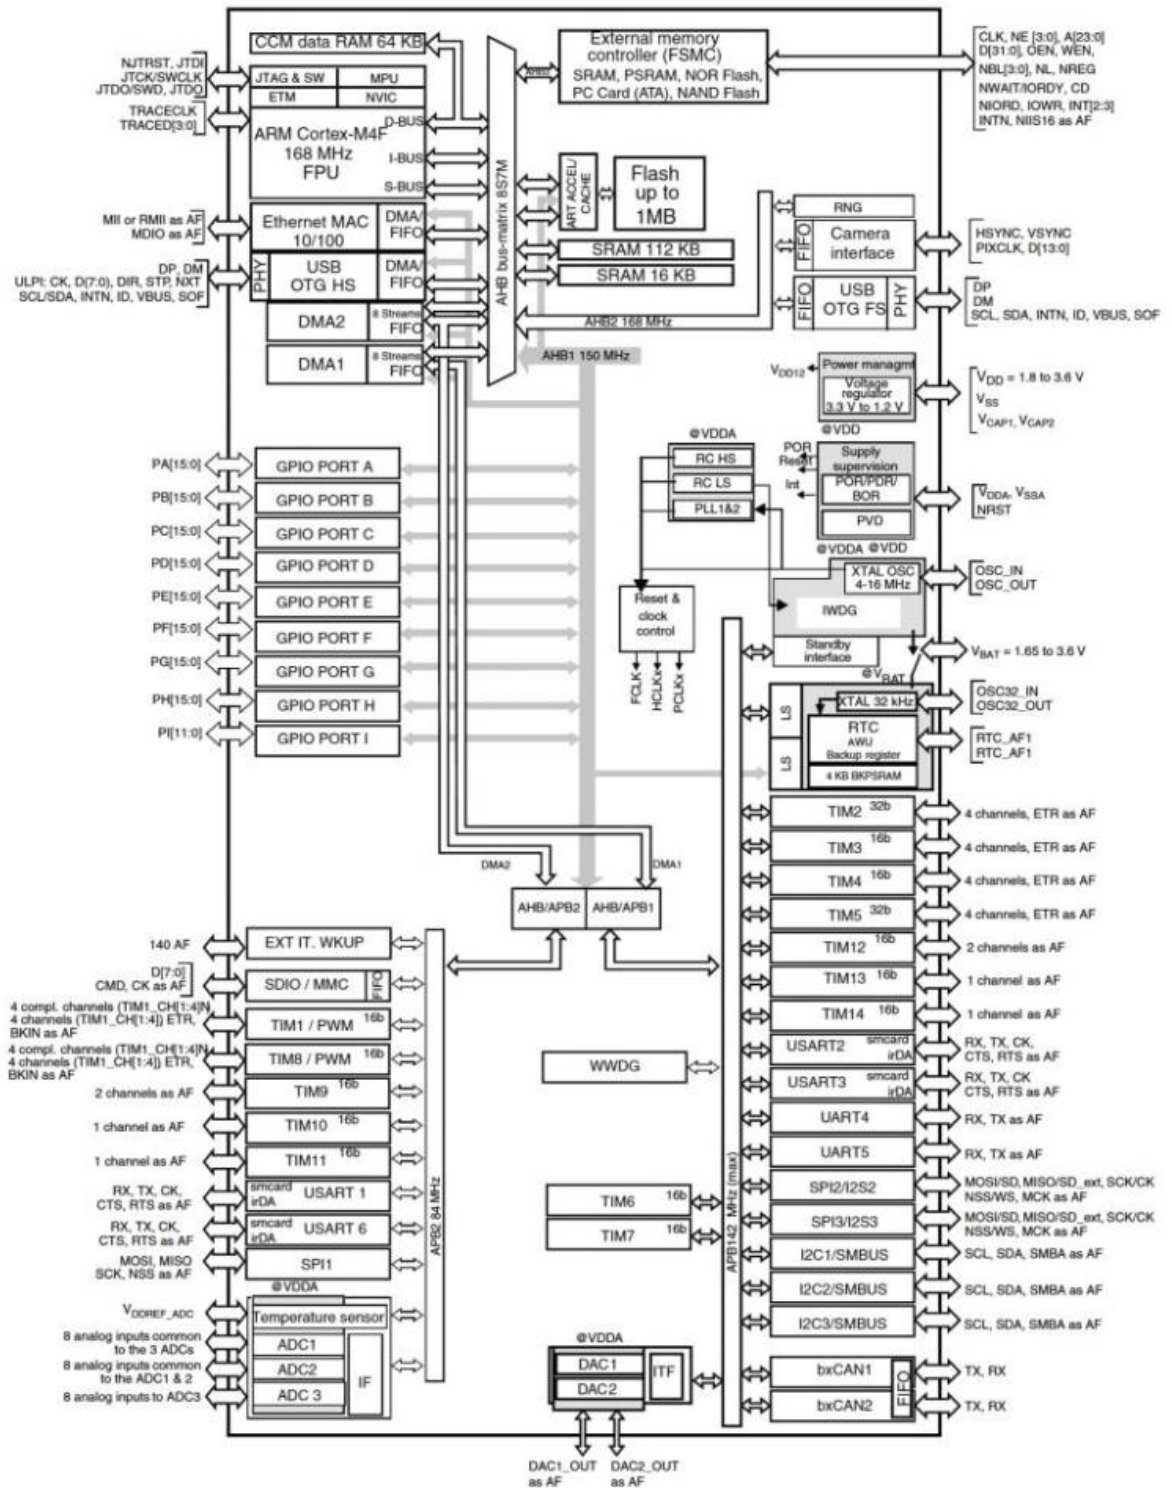 CCM data RAM 64 KB
NJTRST, JTDI
JTCK/SWCLK
JTDO/SWD, JTDO
TRACECLK
TRACED[3:0]
JTAG & SW
MPU
ETM
NVIC
ARM Cortex-M4F
168 MHz
FPU
D-BUS
I-BUS
S-BUS
MII or RMII as AF
MDIO as AF
Ethernet MAC
10/100
DMA/
FIFO
DP, DM
ULPI: CK, D(7:0), DIR, STP, NXT
SCL/SDA, INTN, ID, VBUS, SOF
PHY
USB
OTG HS
DMA/
FIFO
DMA2
8 Streams
FIFO
DMA1
8 Streams
FIFO
AHB bus-matrix 8S7M
AHB2
External memory
controller (FSMC)
SRAM, PSRAM, NOR Flash,
PC Card (ATA), NAND Flash
CLK, NE [3:0], A[23:0]
D[31:0], OEN, WEN,
NBL[3:0], NL, NREG
NWAIT/IORDY, CD
NIORD, IOWR, INT[2:3]
INTN, NIIS16 as AF
ART ACCEL/
CACHE
Flash
up to
1MB
SRAM 112 KB
SRAM 16 KB
AHB2 168 MHz
AHB1 150 MHz
RNG
FIFO
Camera
interface
HSYNC, VSYNC
PIXCLK, D[13:0]
FIFO
USB
OTG FS
PHY
DP
DM
SCL, SDA, INTN, ID, VBUS, SOF
VDD12
Power managmt
Voltage
regulator
3.3 V to 1.2 V
VDD = 1.8 to 3.6 V
VSS
VCAP1, VCAP2
@VDD
@VDDA
RC HS
RC LS
PLL1&2
POR
Reset
Int
Supply
supervision
POR/PDR/
BOR
PVD
VDDA, VSSA
NRST
@VDDA @VDD
XTAL OSC
4-16 MHz
OSC_IN
OSC_OUT
IWDG
Reset &
clock
control
FCLK
HCLKx
PCLKx
Standby
interface
VBAT = 1.65 to 3.6 V
@VBAT
LS
LS
XTAL 32 kHz
OSC32_IN
OSC32_OUT
RTC
AWU
Backup register
4 KB BKPSRAM
RTC_AF1
RTC_AF1
PA[15:0]
GPIO PORT A
PB[15:0]
GPIO PORT B
PC[15:0]
GPIO PORT C
PD[15:0]
GPIO PORT D
PE[15:0]
GPIO PORT E
PF[15:0]
GPIO PORT F
PG[15:0]
GPIO PORT G
PH[15:0]
GPIO PORT H
PI[11:0]
GPIO PORT I
DMA2
DMA1
AHB/APB2
AHB/APB1
TIM2 32b
4 channels, ETR as AF
TIM3 16b
4 channels, ETR as AF
TIM4 16b
4 channels, ETR as AF
TIM5 32b
4 channels, ETR as AF
TIM12 16b
2 channels as AF
TIM13 16b
1 channel as AF
TIM14 16b
1 channel as AF
USART2 smcard
irDA
RX, TX, CK,
CTS, RTS as AF
USART3 smcard
irDA
RX, TX, CK
CTS, RTS as AF
UART4
RX, TX as AF
UART5
RX, TX as AF
SPI2/I2S2
MOSI/SD, MISO/SD_ext, SCK/CK
NSS/WS, MCK as AF
SPI3/I2S3
MOSI/SD, MISO/SD_ext, SCK/CK
NSS/WS, MCK as AF
I2C1/SMBUS
SCL, SDA, SMBA as AF
I2C2/SMBUS
SCL, SDA, SMBA as AF
I2C3/SMBUS
SCL, SDA, SMBA as AF
bxCAN1
TX, RX
bxCAN2
TX, RX
FIFO
140 AF
EXT IT. WKUP
D[7:0]
CMD, CK as AF
SDIO / MMC
FIFO
4 compl. channels (TIM1_CH[1:4]N
4 channels (TIM1_CH[1:4]) ETR,
BKIN as AF
TIM1 / PWM 16b
4 compl. channels (TIM1_CH[1:4]N
4 channels (TIM1_CH[1:4]) ETR,
BKIN as AF
TIM8 / PWM 16b
2 channels as AF
TIM9 16b
1 channel as AF
TIM10 16b
1 channel as AF
TIM11 16b
RX, TX, CK,
CTS, RTS as AF
smcard
irDA
USART 1
RX, TX, CK,
CTS, RTS as AF
smcard
irDA
USART 6
MOSI, MISO
SCK, NSS as AF
SPI1
@VDDA
VDDREF_ADC
Temperature sensor
8 analog inputs common
to the 3 ADCs
ADC1
8 analog inputs common
to the ADC1 & 2
ADC2
8 analog inputs to ADC3
ADC 3
IF
APB2 84 MHz
WWDG
TIM6 16b
TIM7 16b
APB142 MHz (max)
@VDDA
DAC1
DAC2
ITF
DAC1_OUT
as AF
DAC2_OUT
as AF